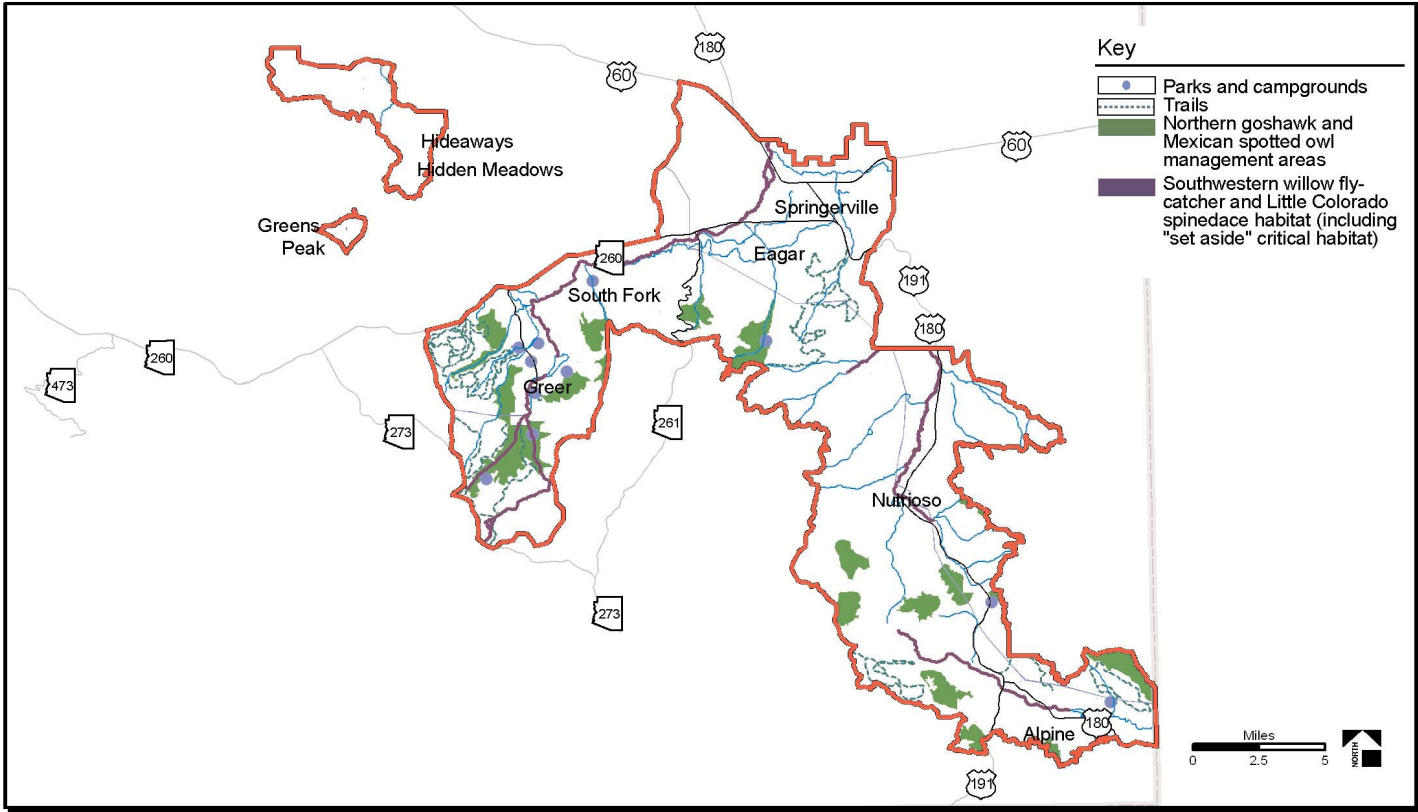 180
60
Key
Parks and campgrounds
Trails
Northern goshawk and
Mexican spotted owl
management areas
Southwestern willow fly-
catcher and Little Colorado
spinedace habitat (including
"set aside" critical habitat)
60
Hideaways
Hidden Meadows
Springerville
Greens
Peak
Eagar
260
191
South Fork
180
260
473
Greer
273
261
Nutrioso
273
180
Alpine
Miles
0 2.5 5
NORTH
191